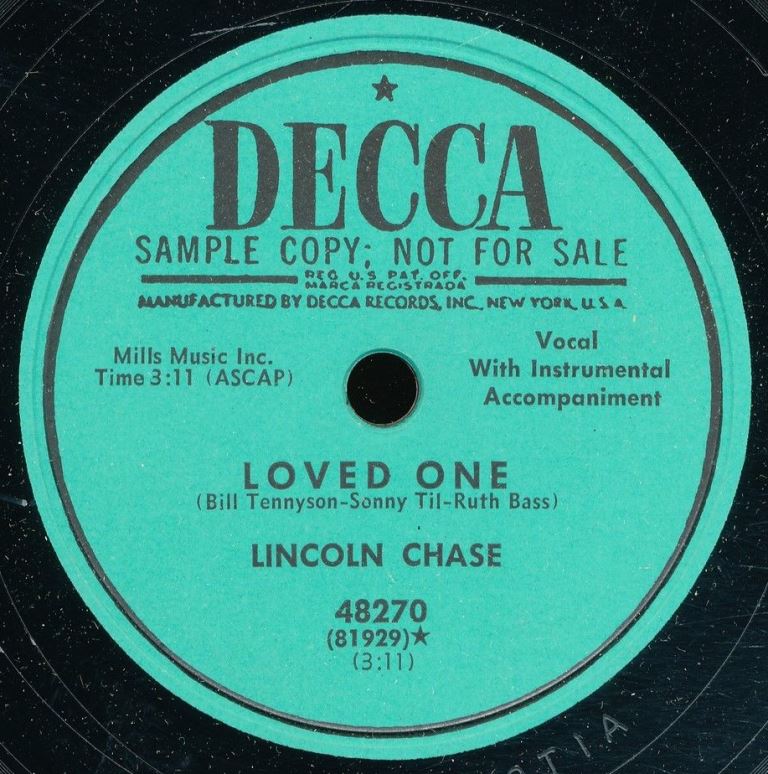 DECCA
SAMPLE COPY; NOT FOR SALE
REG. U.S. PAT. OFF.
MARCA REGISTRADA
MANUFACTURED BY DECCA RECORDS, INC., NEW YORK, U.S.A.
Mills Music Inc.
Time 3:11 (ASCAP)
Vocal
With Instrumental
Accompaniment
LOVED ONE
(Bill Tennyson-Sonny Til-Ruth Bass)
LINCOLN CHASE
48270
(81929)★
(3:11)